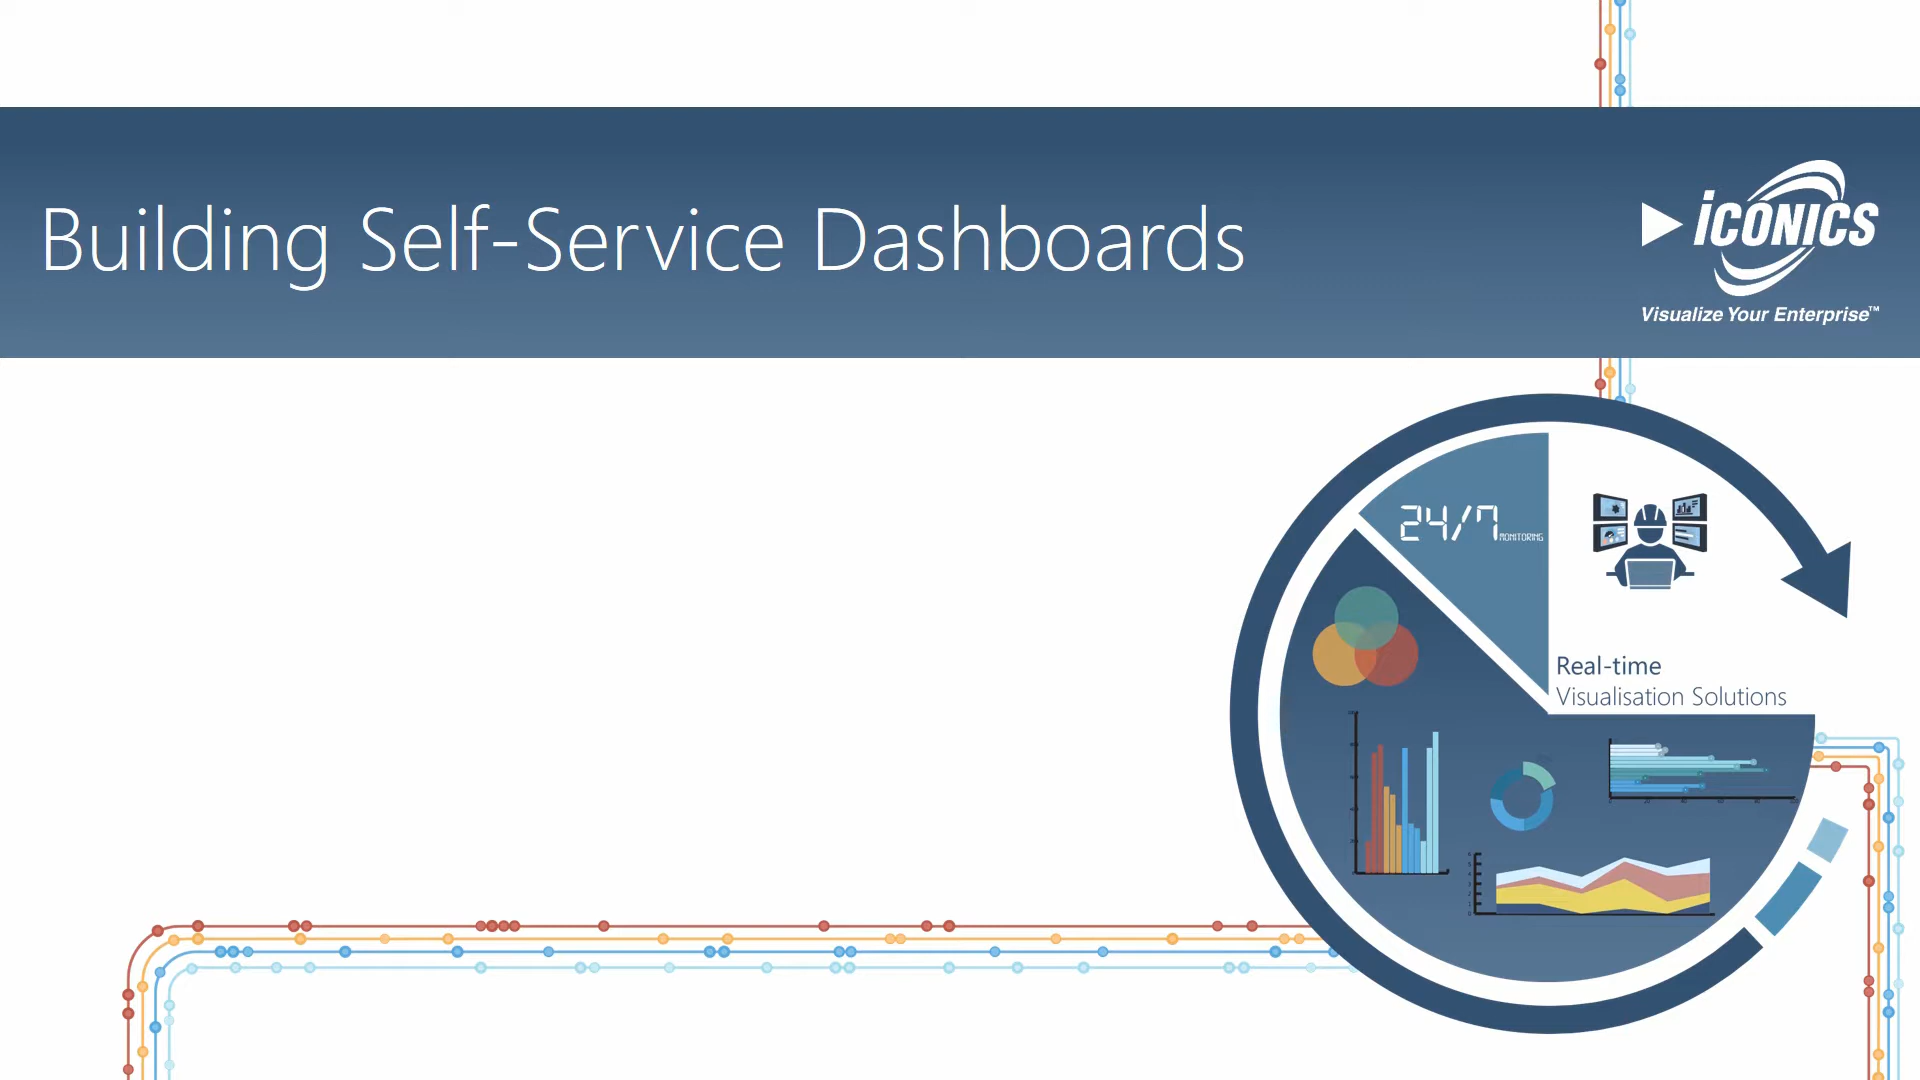 Building Self-Service Dashboards
iCONICS
Visualize Your Enterprise™
24/7 MONITORING
Real-time
Visualisation Solutions